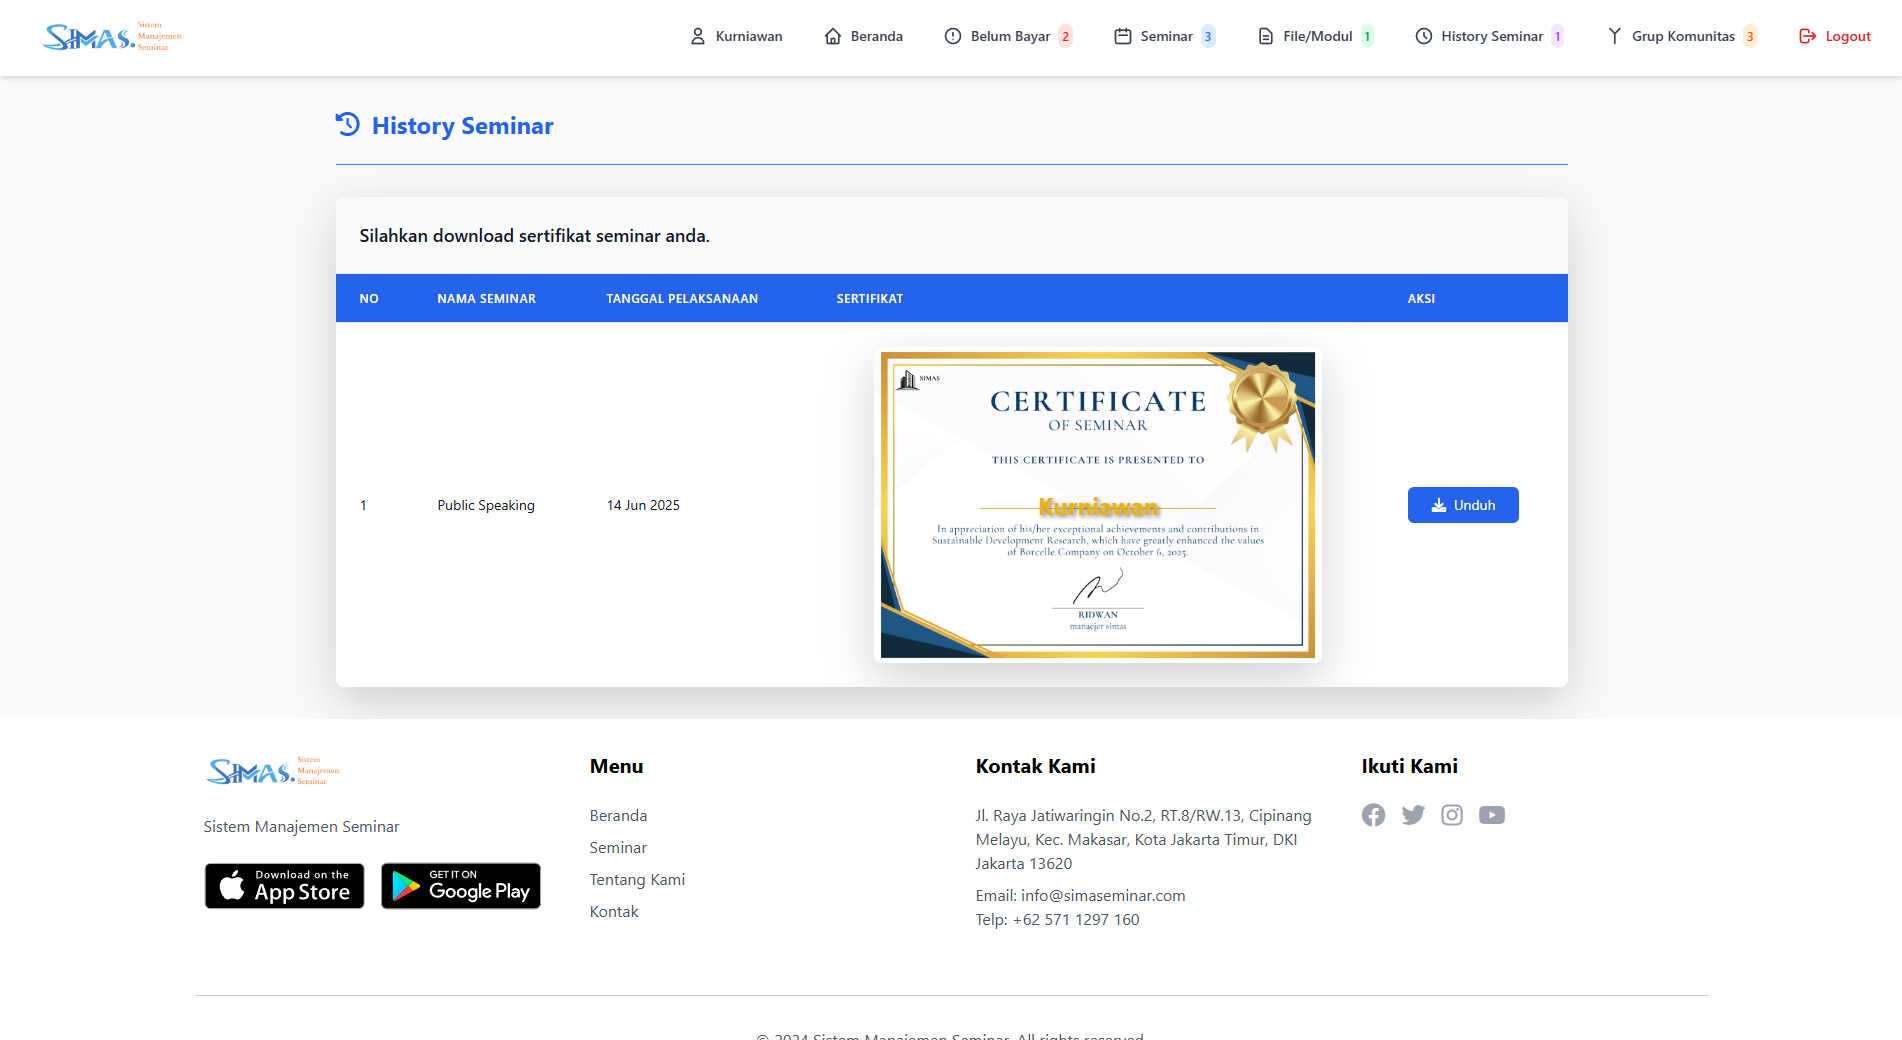 SIMAS.
Sistem
Manajemen
Seminar
Kurniawan
Beranda
Belum Bayar 2
Seminar 3
File/Modul 1
History Seminar 1
Grup Komunitas 3
Logout
History Seminar
Silahkan download sertifikat seminar anda.
NO NAMA SEMINAR TANGGAL PELAKSANAAN SERTIFIKAT AKSI
1 Public Speaking 14 Jun 2025
SIMAS
CERTIFICATE
OF SEMINAR
THIS CERTIFICATE IS PRESENTED TO
Kurniawan
In appreciation of his/her exceptional achievements and contributions in
Sustainable Development Research, which have greatly enhanced the values
of Borcelle Company on October 6, 2025.
RIDWAN
manaejer simas
Unduh
SIMAS.
Sistem
Manajemen
Seminar
Sistem Manajemen Seminar
Download on the
App Store
GET IT ON
Google Play
Menu
Beranda
Seminar
Tentang Kami
Kontak
Kontak Kami
Jl. Raya Jatiwaringin No.2, RT.8/RW.13, Cipinang
Melayu, Kec. Makasar, Kota Jakarta Timur, DKI
Jakarta 13620
Email: info@simaseminar.com
Telp: +62 571 1297 160
Ikuti Kami
© 2024 Sistem Manajemen Seminar. All rights reserved.